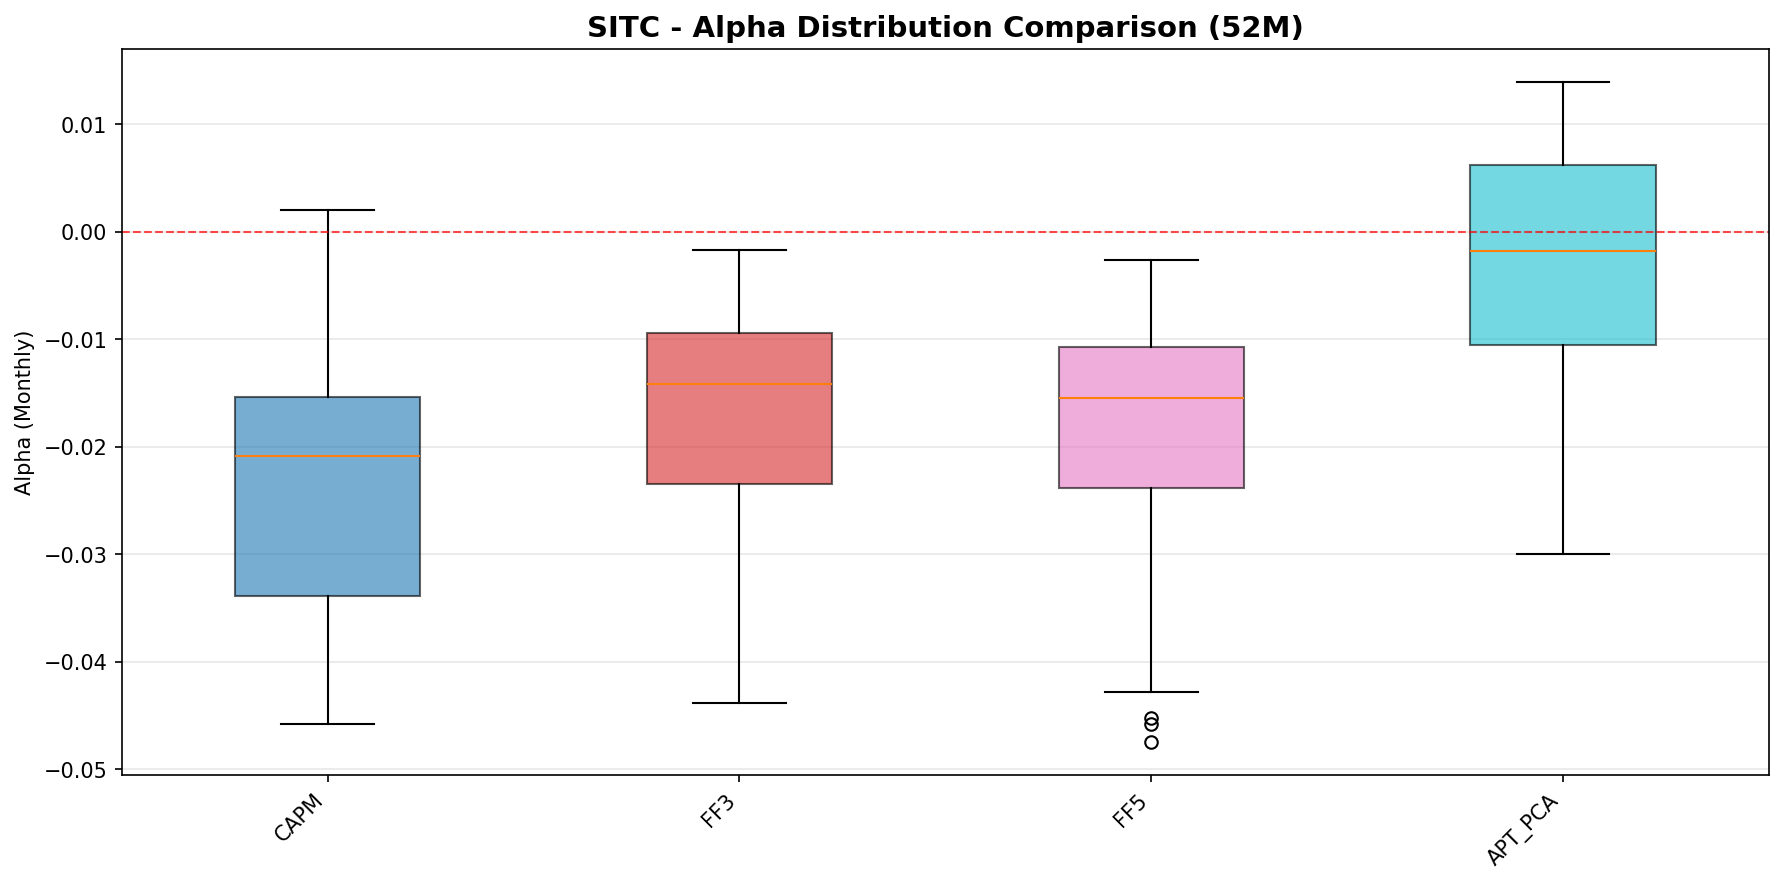 SITC - Alpha Distribution Comparison (52M)
Alpha (Monthly)
0.01
0.00
−0.01
−0.02
−0.03
−0.04
−0.05
CAPM
FF3
FF5
APT_PCA